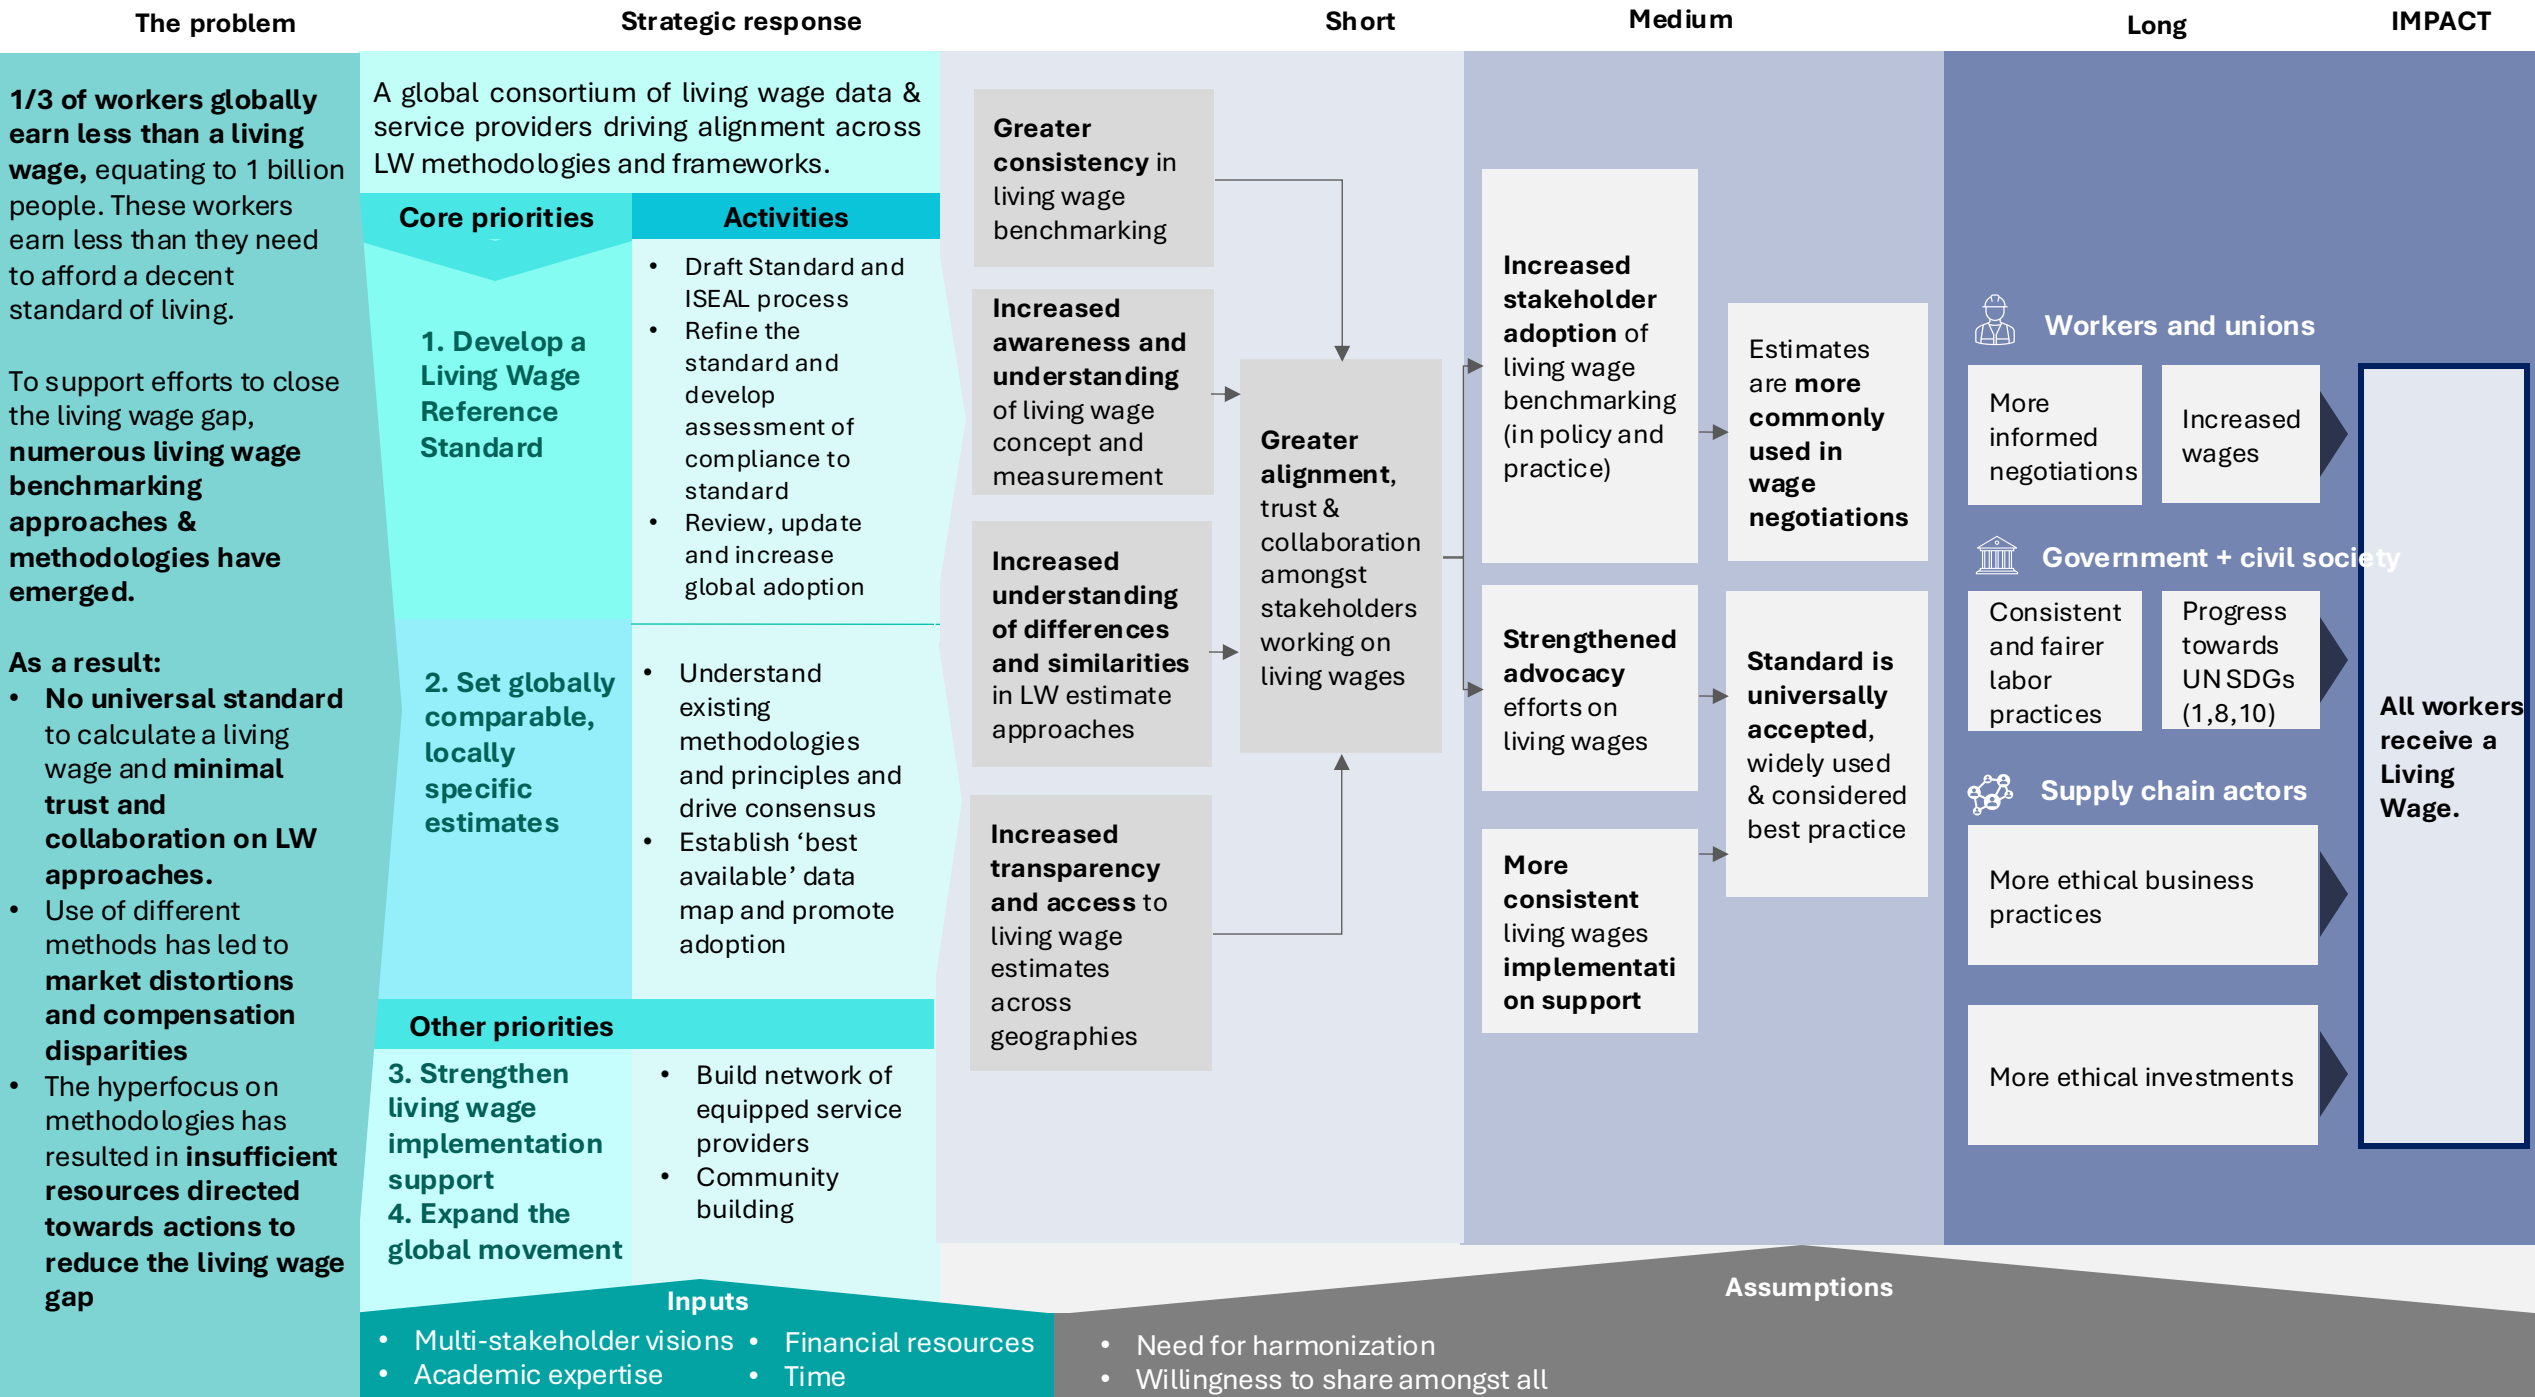 The problem
Strategic response
Short
Medium
Long
IMPACT
1/3 of workers globally
earn less than a living
wage, equating to 1 billion
people. These workers
earn less than they need
to afford a decent
standard of living.
To support efforts to close
the living wage gap,
numerous living wage
benchmarking
approaches &
methodologies have
emerged.
As a result:
• No universal standard
to calculate a living
wage and minimal
trust and
collaboration on LW
approaches.
• Use of different
methods has led to
market distortions
and compensation
disparities
• The hyperfocus on
methodologies has
resulted in insufficient
resources directed
towards actions to
reduce the living wage
gap
A global consortium of living wage data &
service providers driving alignment across
LW methodologies and frameworks.
Core priorities
Activities
1. Develop a
Living Wage
Reference
Standard
• Draft Standard and
ISEAL process
• Refine the
standard and
develop
assessment of
compliance to
standard
• Review, update
and increase
global adoption
2. Set globally
comparable,
locally
specific
estimates
• Understand
existing
methodologies
and principles and
drive consensus
• Establish ‘best
available’ data
map and promote
adoption
Other priorities
3. Strengthen
living wage
implementation
support
4. Expand the
global movement
• Build network of
equipped service
providers
• Community
building
Inputs
• Multi-stakeholder visions
• Academic expertise
• Financial resources
• Time
Greater
consistency in
living wage
benchmarking
Increased
awareness and
understanding
of living wage
concept and
measurement
Increased
understanding
of differences
and similarities
in LW estimate
approaches
Increased
transparency
and access to
living wage
estimates
across
geographies
Greater
alignment,
trust &
collaboration
amongst
stakeholders
working on
living wages
Increased
stakeholder
adoption of
living wage
benchmarking
(in policy and
practice)
Strengthened
advocacy
efforts on
living wages
More
consistent
living wages
implementati
on support
Estimates
are more
commonly
used in
wage
negotiations
Standard is
universally
accepted,
widely used
& considered
best practice
Workers and unions
More
informed
negotiations
Increased
wages
Government + civil society
Consistent
and fairer
labor
practices
Progress
towards
UN SDGs
(1,8,10)
Supply chain actors
More ethical business
practices
More ethical investments
All workers
receive a
Living
Wage.
Assumptions
• Need for harmonization
• Willingness to share amongst all